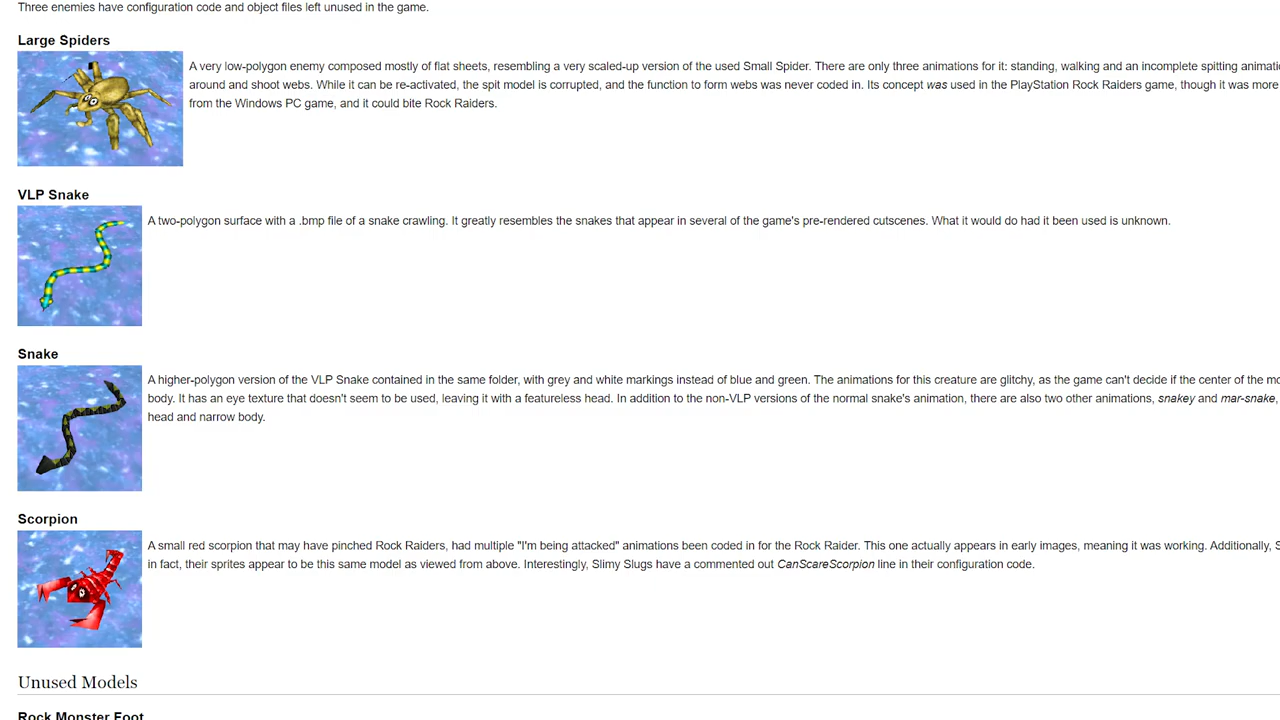 Three enemies have configuration code and object files left unused in the game.
Large Spiders
A very low-polygon enemy composed mostly of flat sheets, resembling a very scaled-up version of the used Small Spider. There are only three animations for it: standing, walking and an incomplete spitting
around and shoot webs. While it can be re-activated, the spit model is corrupted, and the function to form webs was never coded in. Its concept was used in the PlayStation Rock Raiders game, though it was more
from the Windows PC game, and it could bite Rock Raiders.
VLP Snake
A two-polygon surface with a .bmp file of a snake crawling. It greatly resembles the snakes that appear in several of the game's pre-rendered cutscenes. What it would do had it been used is unknown.
Snake
A higher-polygon version of the VLP Snake contained in the same folder, with grey and white markings instead of blue and green. The animations for this creature are glitchy, as the game can't decide if the center of the
body. It has an eye texture that doesn't seem to be used, leaving it with a featureless head. In addition to the non-VLP versions of the normal snake's animation, there are also two other animations, snakey and mar-snake,
head and narrow body.
Scorpion
A small red scorpion that may have pinched Rock Raiders, had multiple "I'm being attacked" animations been coded in for the Rock Raider. This one actually appears in early images, meaning it was working. Additionally,
in fact, their sprites appear to be this same model as viewed from above. Interestingly, Slimy Slugs have a commented out CanScareScorpion line in their configuration code.
Unused Models
Rock Monster Foot